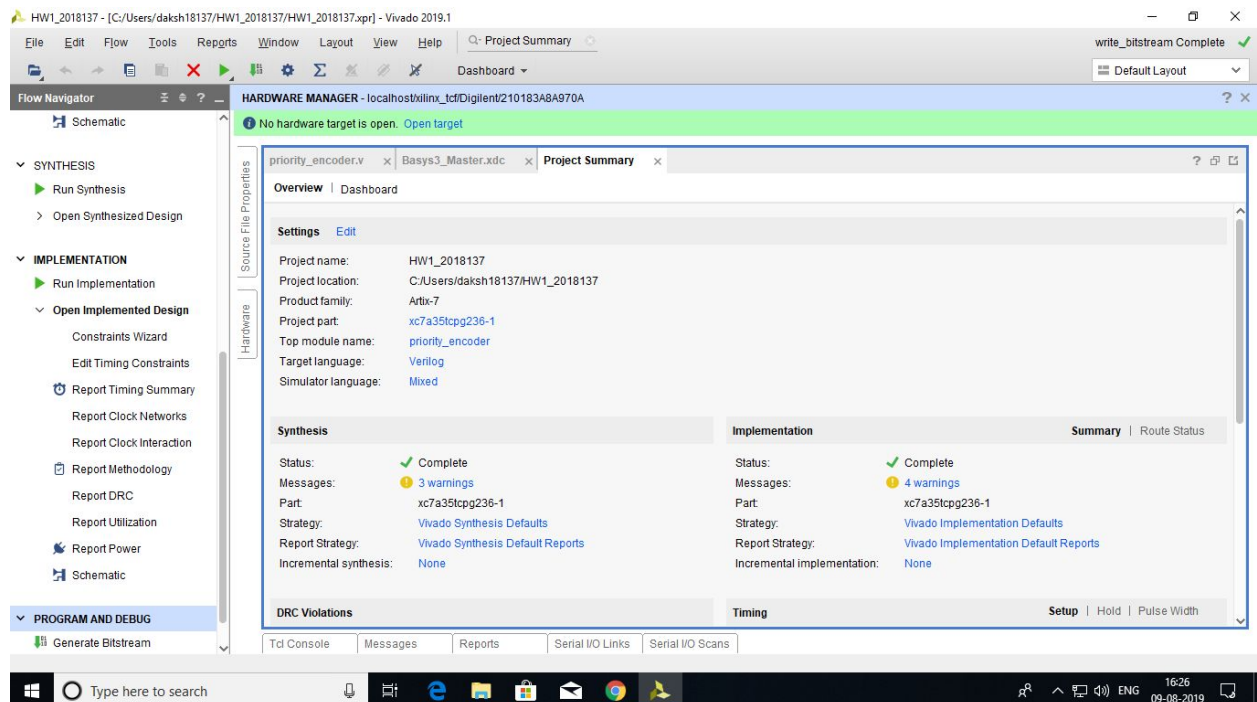 HW1_2018137 - [C:/Users/daksh18137/HW1_2018137/HW1_2018137.xpr] - Vivado 2019.1
File Edit Flow Tools Reports Window Layout View Help Project Summary
write_bitstream Complete
Dashboard
Default Layout
Flow Navigator
HARDWARE MANAGER - localhost/xilinx_tcf/Digilent/210183A8A970A
No hardware target is open. Open target
Schematic
SYNTHESIS
Run Synthesis
Open Synthesized Design
IMPLEMENTATION
Run Implementation
Open Implemented Design
Constraints Wizard
Edit Timing Constraints
Report Timing Summary
Report Clock Networks
Report Clock Interaction
Report Methodology
Report DRC
Report Utilization
Report Power
Schematic
PROGRAM AND DEBUG
Generate Bitstream
Source File Properties
Hardware
priority_encoder.v Basys3_Master.xdc Project Summary
Overview | Dashboard
Settings Edit
Project name: HW1_2018137
Project location: C:/Users/daksh18137/HW1_2018137
Product family: Artix-7
Project part: xc7a35tcpg236-1
Top module name: priority_encoder
Target language: Verilog
Simulator language: Mixed
Synthesis
Status: Complete
Messages: 3 warnings
Part: xc7a35tcpg236-1
Strategy: Vivado Synthesis Defaults
Report Strategy: Vivado Synthesis Default Reports
Incremental synthesis: None
Implementation Summary | Route Status
Status: Complete
Messages: 4 warnings
Part: xc7a35tcpg236-1
Strategy: Vivado Implementation Defaults
Report Strategy: Vivado Implementation Default Reports
Incremental implementation: None
DRC Violations
Timing Setup | Hold | Pulse Width
Tcl Console Messages Reports Serial I/O Links Serial I/O Scans
Type here to search
ENG
16:26
09-08-2019